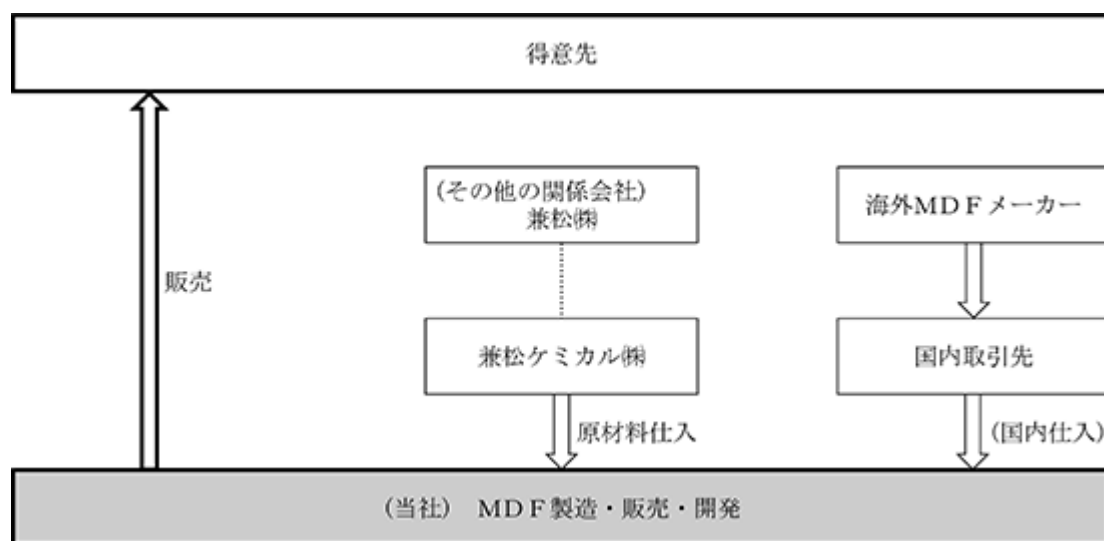 得意先
(その他の関係会社)
兼松㈱
海外MDFメーカー
販売
兼松ケミカル㈱
国内取引先
原材料仕入
(国内仕入)
(当社) MDF製造・販売・開発